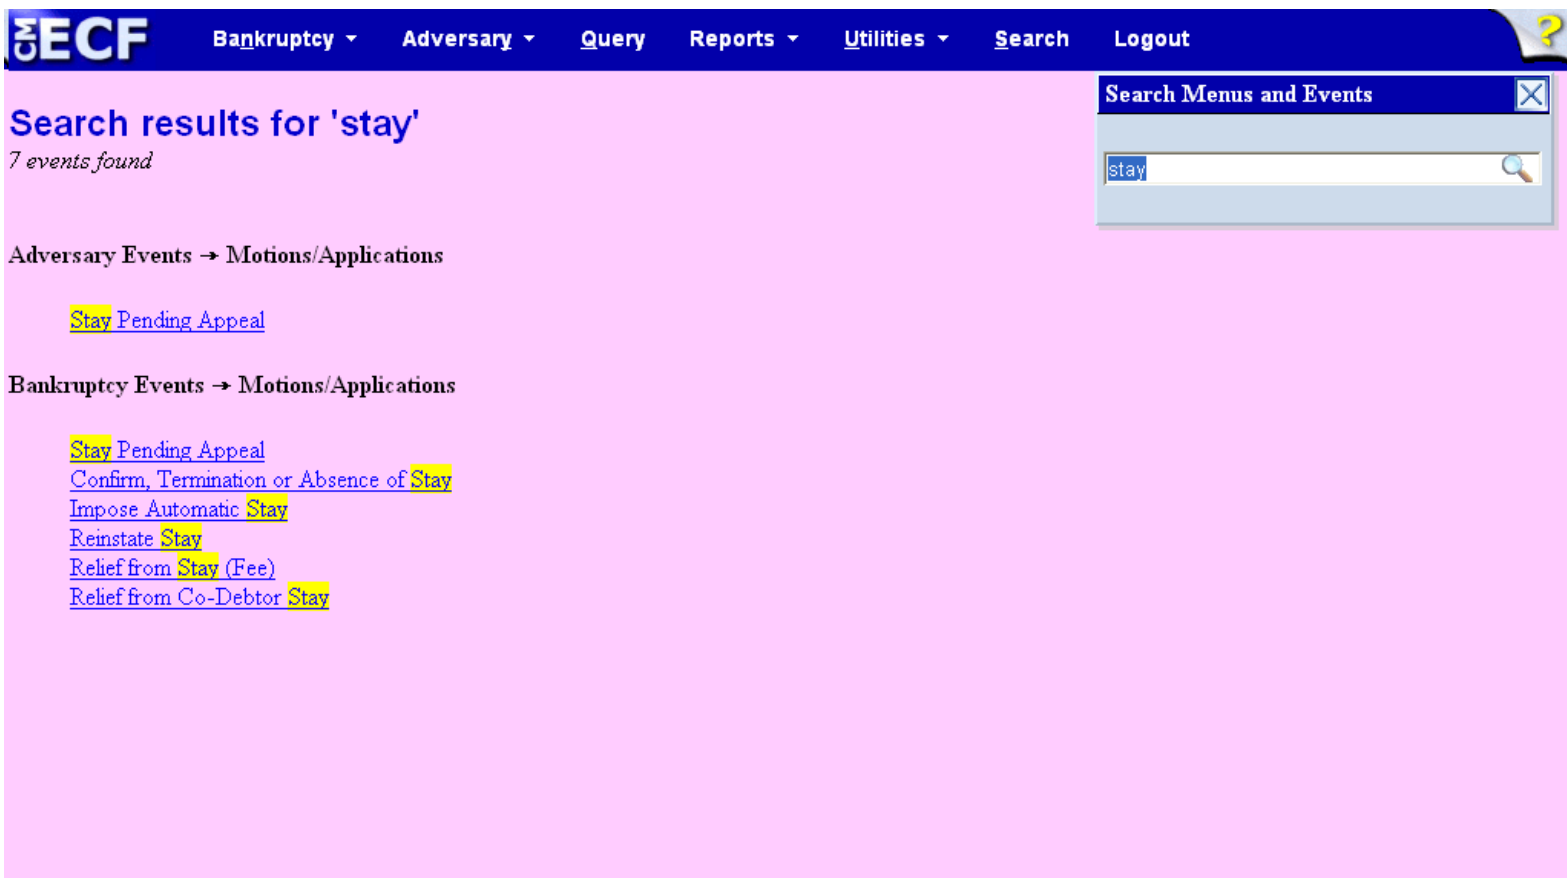 CM ECF Bankruptcy Adversary Query Reports Utilities Search Logout ?
Search Menus and Events
stay
Search results for 'stay'
7 events found
Adversary Events → Motions/Applications
Stay Pending Appeal
Bankruptcy Events → Motions/Applications
Stay Pending Appeal
Confirm, Termination or Absence of Stay
Impose Automatic Stay
Reinstate Stay
Relief from Stay (Fee)
Relief from Co-Debtor Stay